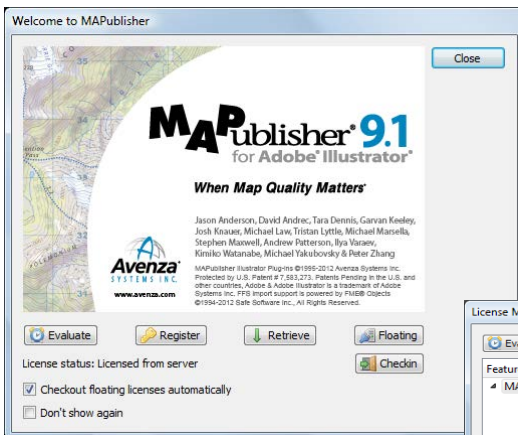 Welcome to MAPublisher
Close
MAPublisher® 9.1
for Adobe® Illustrator®
When Map Quality Matters®
Jason Anderson, David Andrec, Tara Dennis, Garvan Keeley,
Josh Knauer, Michael Law, Tristan Lyttle, Michael Marsella,
Stephen Maxwell, Andrew Patterson, Ilya Varaev,
Kimiko Watanabe, Michael Yakubovsky & Peter Zhang
MAPublisher Illustrator Plug-ins ©1995-2012 Avenza Systems Inc.
Protected by U.S. Patent # 7,583,273. Patents Pending in the U.S. and
other countries, Adobe & Adobe Illustrator is a trademark of Adobe
Systems Inc. FFS import support is powered by FME® Objects
©1994-2012 Safe Software Inc., All Rights Reserved.
Avenza
SYSTEMS INC.
www.avenza.com
Evaluate
Register
Retrieve
Floating
License status: Licensed from server
Checkin
Checkout floating licenses automatically
Don't show again
License M
Eva
Featur
MA